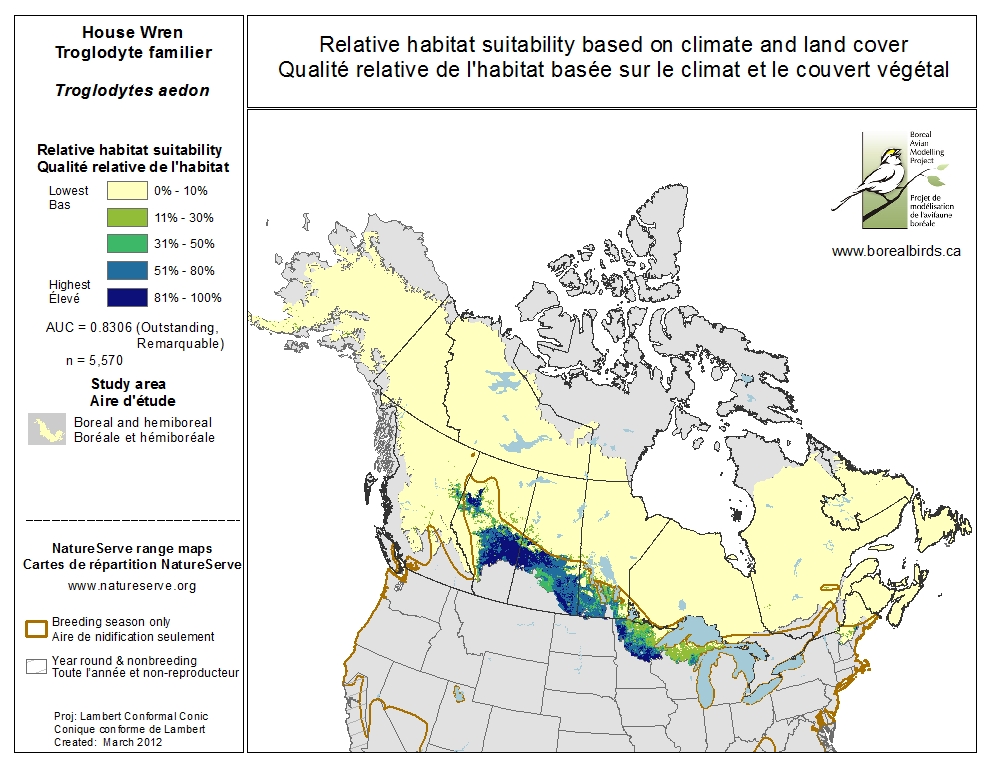 House Wren
Troglodyte familier
Troglodytes aedon
Relative habitat suitability
Qualité relative de l'habitat
Lowest
Bas
0% - 10%
11% - 30%
31% - 50%
51% - 80%
Highest
Élevé
81% - 100%
AUC = 0.8306 (Outstanding,
Remarquable)
n = 5,570
Study area
Aire d'étude
Boreal and hemiboreal
Boréale et hémiboréale
NatureServe range maps
Cartes de répartition NatureServe
www.natureserve.org
Breeding season only
Aire de nidification seulement
Year round & nonbreeding
Toute l'année et non-reproducteur
Proj: Lambert Conformal Conic
Conique conforme de Lambert
Created: March 2012
Relative habitat suitability based on climate and land cover
Qualité relative de l'habitat basée sur le climat et le couvert végétal
Boreal
Avian
Modelling
Project
Projet de
modélisation
de l'avifaune
boréale
www.borealbirds.ca